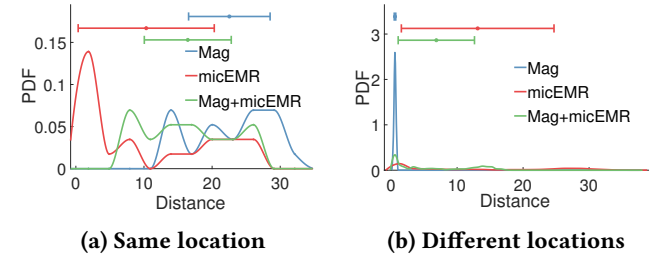 0.15
0.1
0.05
0
PDF
Mag
micEMR
Mag+micEMR
0 10 20 30
Distance
(a) Same location
3
2
1
0
PDF
Mag
micEMR
Mag+micEMR
0 10 20 30
Distance
(b) Different locations